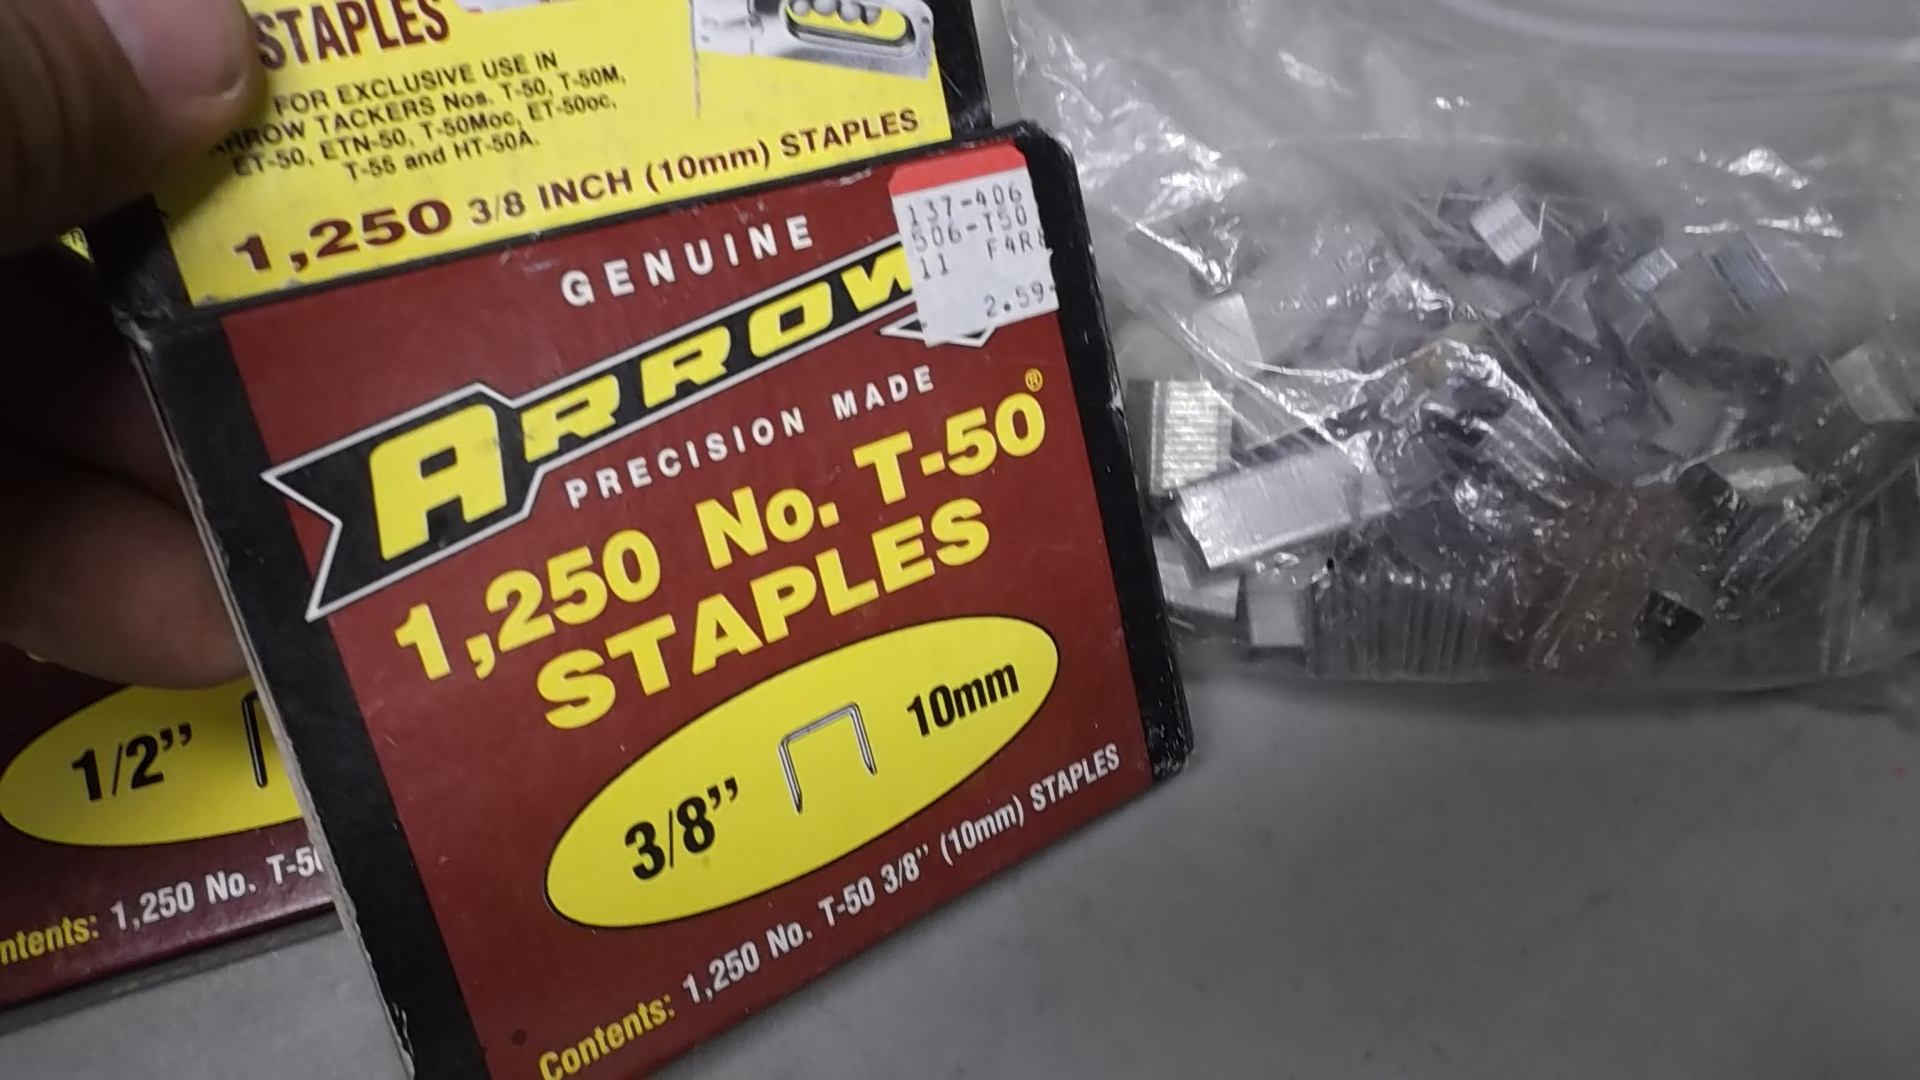 STAPLES
FOR EXCLUSIVE USE IN
ARROW TACKERS Nos. T-50, T-50M,
ET-50, ETN-50, T-50Moc, ET-50oc,
T-55 and HT-50A.
1,250 3/8 INCH (10mm) STAPLES
137-406
506-T50
11 F4R
2.59
GENUINE
ARROW
PRECISION MADE
1,250 No. T-50®
STAPLES
3/8” 10mm
Contents: 1,250 No. T-50 3/8” (10mm) STAPLES
1/2”
ntents: 1,250 No. T-50